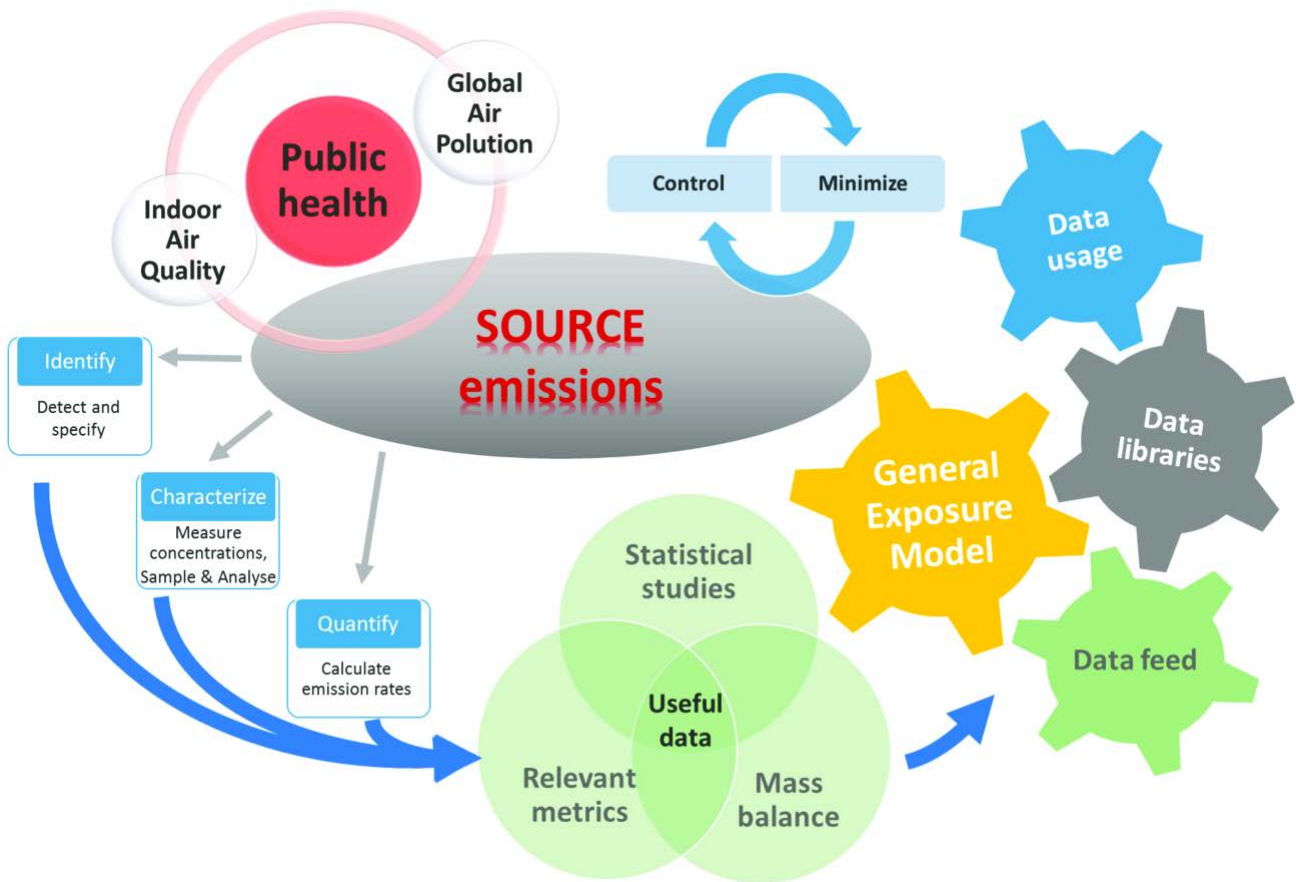 Public
health
Global
Air
Polution
Indoor
Air
Quality
Control
Minimize
SOURCE
emissions
Identify
Detect and
specify
Characterize
Measure
concentrations,
Sample & Analyse
Quantify
Calculate
emission rates
Statistical
studies
Useful
data
Relevant
metrics
Mass
balance
Data
usage
Data
libraries
General
Exposure
Model
Data feed